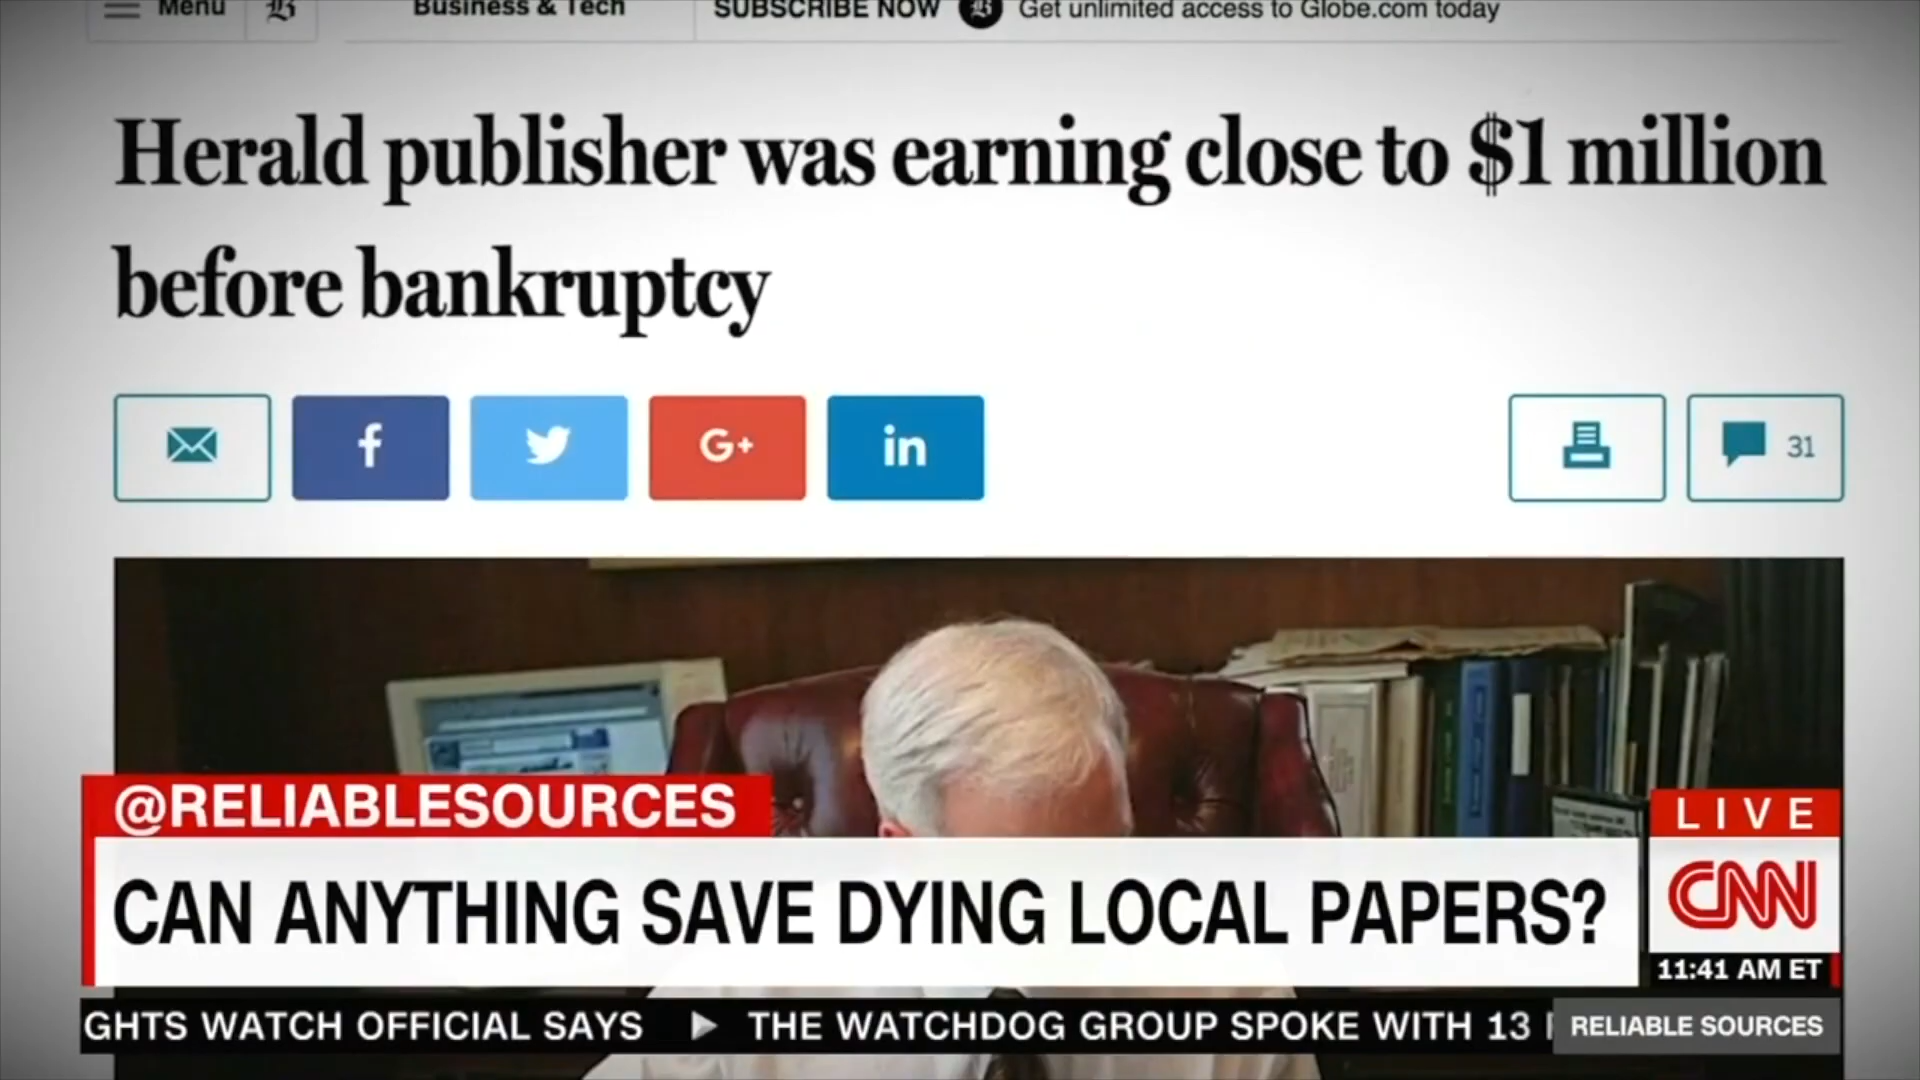 Menu
B
Business & Tech
SUBSCRIBE NOW
B
Get unlimited access to Globe.com today
Herald publisher was earning close to $1 million
before bankruptcy
f
G+
in
31
@RELIABLESOURCES
CAN ANYTHING SAVE DYING LOCAL PAPERS?
LIVE
CNN
11:41 AM ET
GHTS WATCH OFFICIAL SAYS
THE WATCHDOG GROUP SPOKE WITH 13
RELIABLE SOURCES